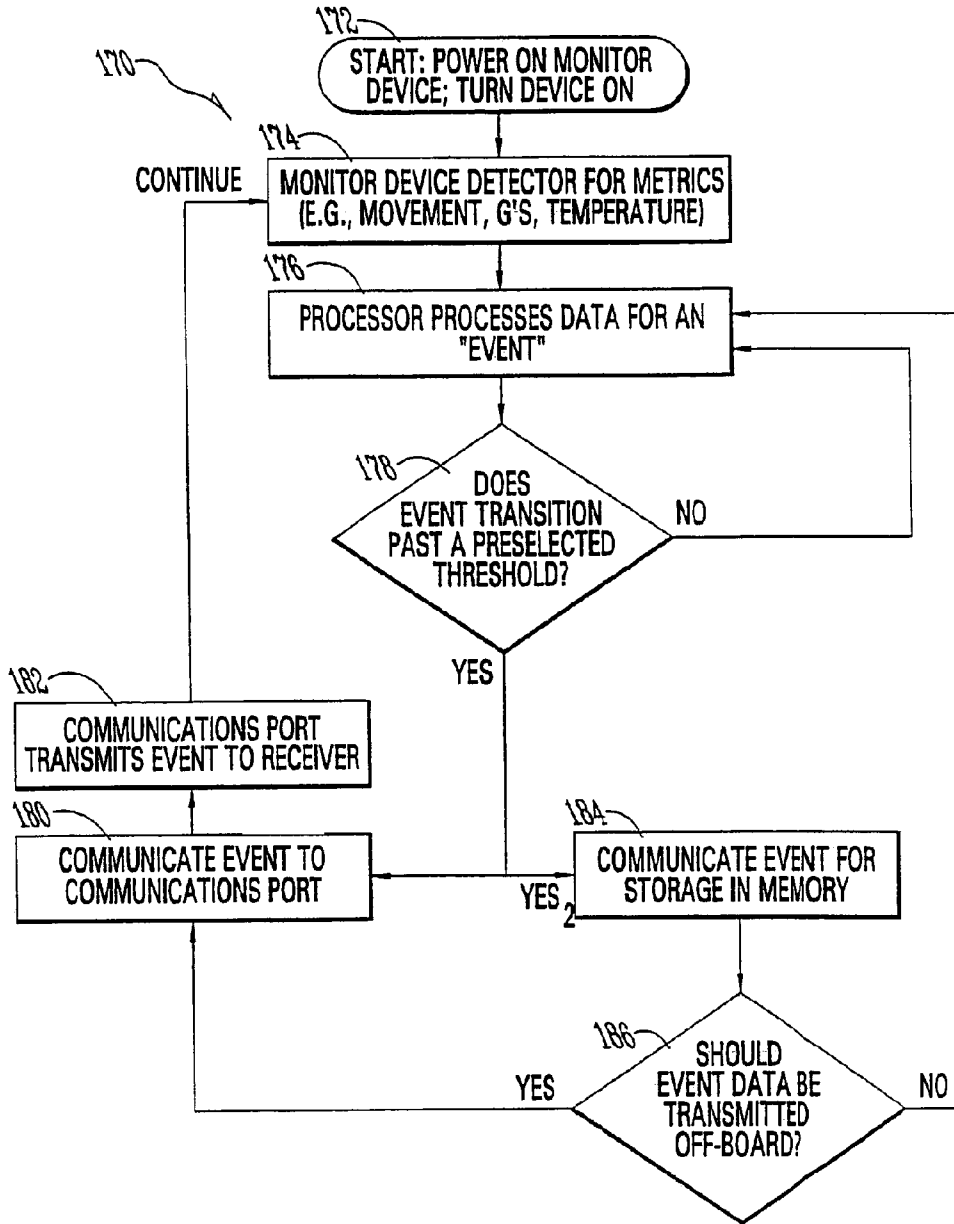 172
START: POWER ON MONITOR
DEVICE; TURN DEVICE ON
170
174
CONTINUE
MONITOR DEVICE DETECTOR FOR METRICS
(E.G., MOVEMENT, G'S, TEMPERATURE)
176
PROCESSOR PROCESSES DATA FOR AN
"EVENT"
178
DOES
EVENT TRANSITION
PAST A PRESELECTED
THRESHOLD?
NO
YES
182
COMMUNICATIONS PORT
TRANSMITS EVENT TO RECEIVER
180
COMMUNICATE EVENT TO
COMMUNICATIONS PORT
YES2
184
COMMUNICATE EVENT FOR
STORAGE IN MEMORY
186
SHOULD
EVENT DATA BE
TRANSMITTED
OFF-BOARD?
YES
NO